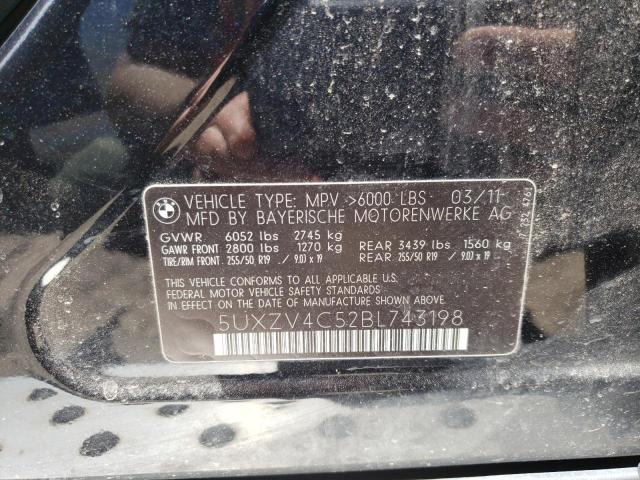 VEHICLE TYPE: MPV >6000 LBS 03/11
MFD BY BAYERISCHE MOTORENWERKE AG
GVWR 6052 lbs 2745 kg
GAWR FRONT 2800 lbs 1270 kg REAR 3439 lbs 1560 kg
TIRE/RIM FRONT 255/50 R19 / 9.0J x 19 REAR 255/50 R19 / 9.0J x 19
THIS VEHICLE CONFORMS TO ALL APPLICABLE U.S.
FEDERAL MOTOR VEHICLE SAFETY STANDARDS IN
EFFECT ON THE DATE OF MANUFACTURE SHOWN ABOVE.
5UXZV4C52BL743198